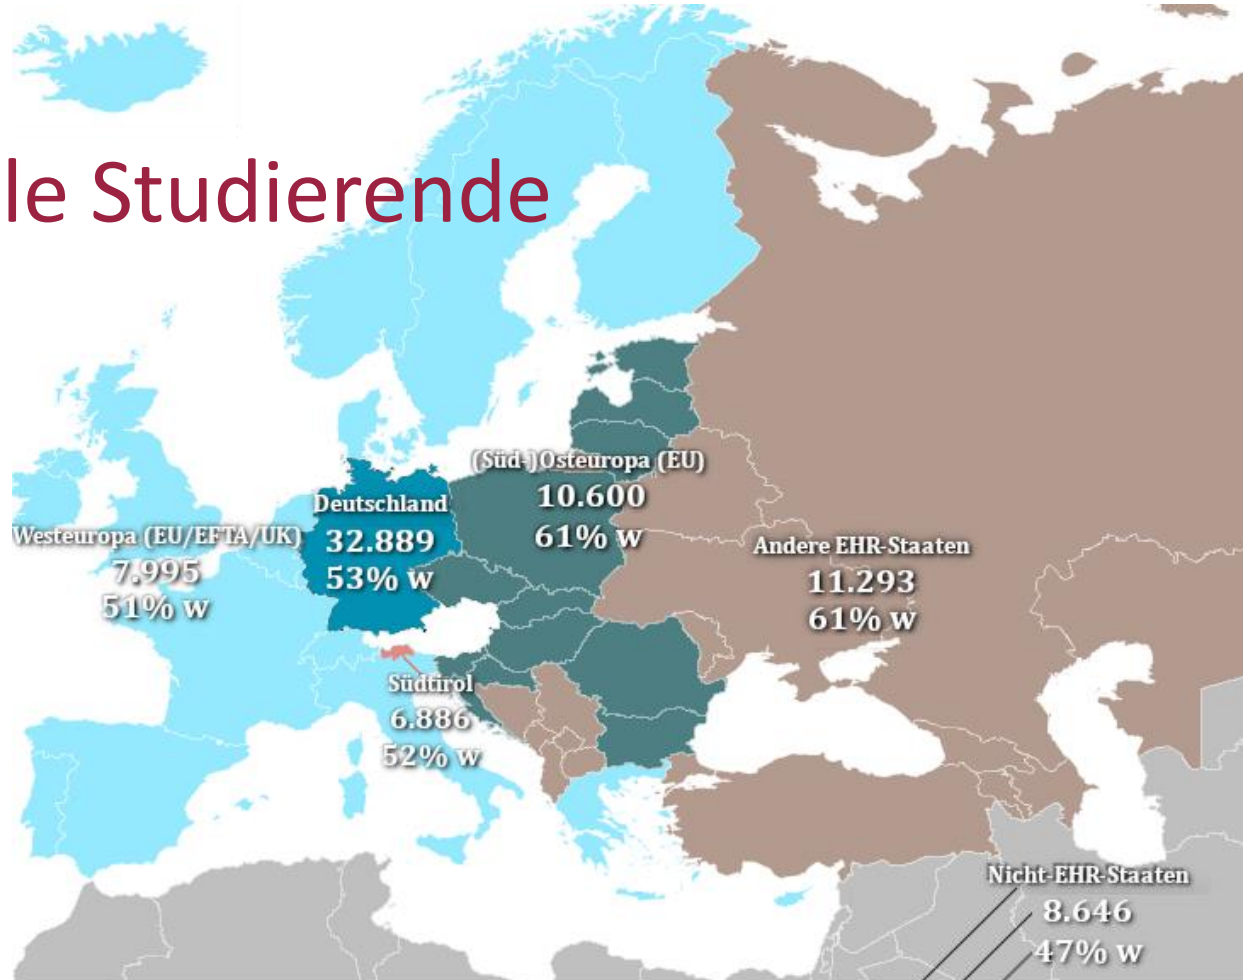 le Studierende
(Süd-)Osteuropa (EU)
10.600
61% w
Deutschland
32.889
53% w
Westeuropa (EU/EFTA/UK)
7.995
51% w
Andere EHR-Staaten
11.293
61% w
Südtirol
6.886
52% w
Nicht-EHR-Staaten
8.646
47% w